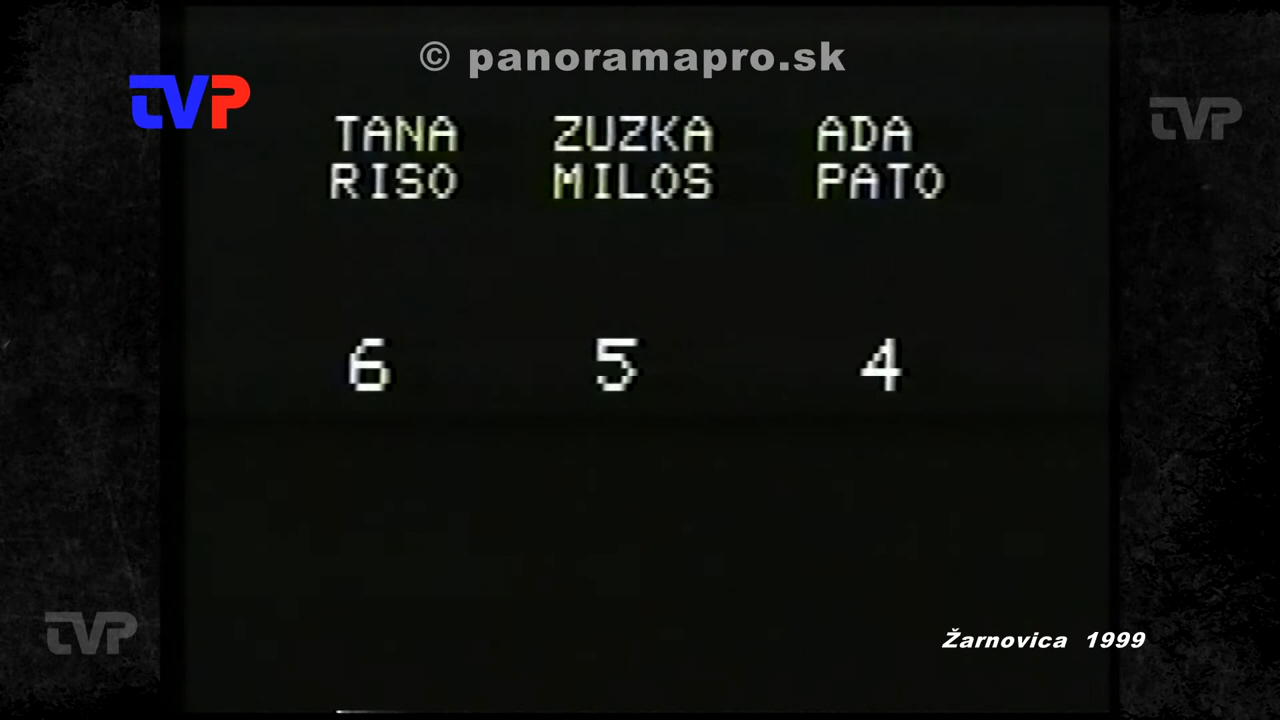 © panoramapro.sk
TVP
TVP
TANA ZUZKA ADA
RISO MILOS PATO
6 5 4
TVP
Žarnovica 1999